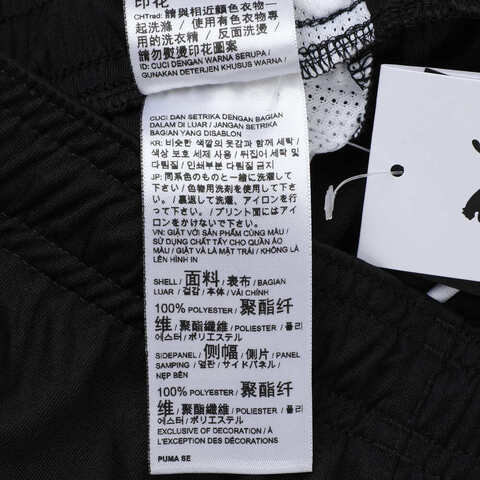 印花
CHTrad: 請與相近顏色衣物一
起洗滌 / 使用有色衣物專
用的洗衣精 / 反面洗燙 /
請勿熨燙印花圖案
ID: CUCI DENGAN WARNA SERUPA /
GUNAKAN DETERJEN KHUSUS WARNA /
CUCI DAN SETRIKA DENGAN BAGIAN
DALAM DI LUAR / JANGAN SETRIKA
BAGIAN YANG DISABLON
KR: 비슷한 색깔의 옷감과 함께 세탁 /
색상 보호 세제 사용 / 뒤집어 세탁 및
다림질 / 인쇄부분 다림질 금지
JP: 同系色のものと一緒に洗濯して
下さい / 色物用洗剤を使用して下さ
い。/ 裏返して洗濯、アイロンを行
って下さい。/ プリント面にはアイ
ロンをかけないで下さい。
VN: GIẶT VỚI SẢN PHẨM CÙNG MÀU /
SỬ DỤNG CHẤT TẨY CHO QUẦN ÁO
MÀU / GIẶT VÀ LÀ MẶT TRÁI / KHÔNG LÀ
LÊN HÌNH IN
SHELL / 面料 / 表布 / BAGIAN
LUAR / 겉감 / 本体 / VẢI CHÍNH
100% POLYESTER / 聚酯纤
维 / 聚酯纖維 / POLIESTER / 폴리
에스터 / ポリエステル
SIDEPANEL / 侧幅 / 側片 / PANEL
SAMPING / 옆판 / サイドパネル /
NẸP BÊN
100% POLYESTER / 聚酯纤
维 / 聚酯纖維 / POLIESTER / 폴리
에스터 / ポリエステル
EXCLUSIVE OF DECORATION / À
L'EXCEPTION DES DÉCORATIONS
PUMA SE